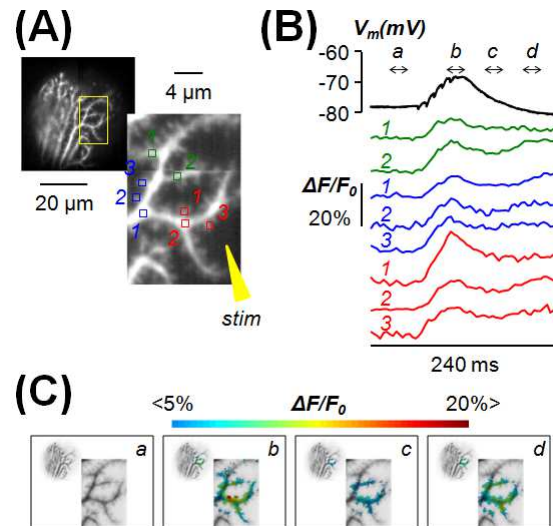 (A)
4 µm
20 µm
1
2
3
2
1
1
2
3
stim
(B)
Vm(mV)
-60
-70
-80
a b c d
1
2
1
2
3
1
2
3
ΔF/F0
20%
240 ms
(C)
<5% ΔF/F0 20%>
a b c d